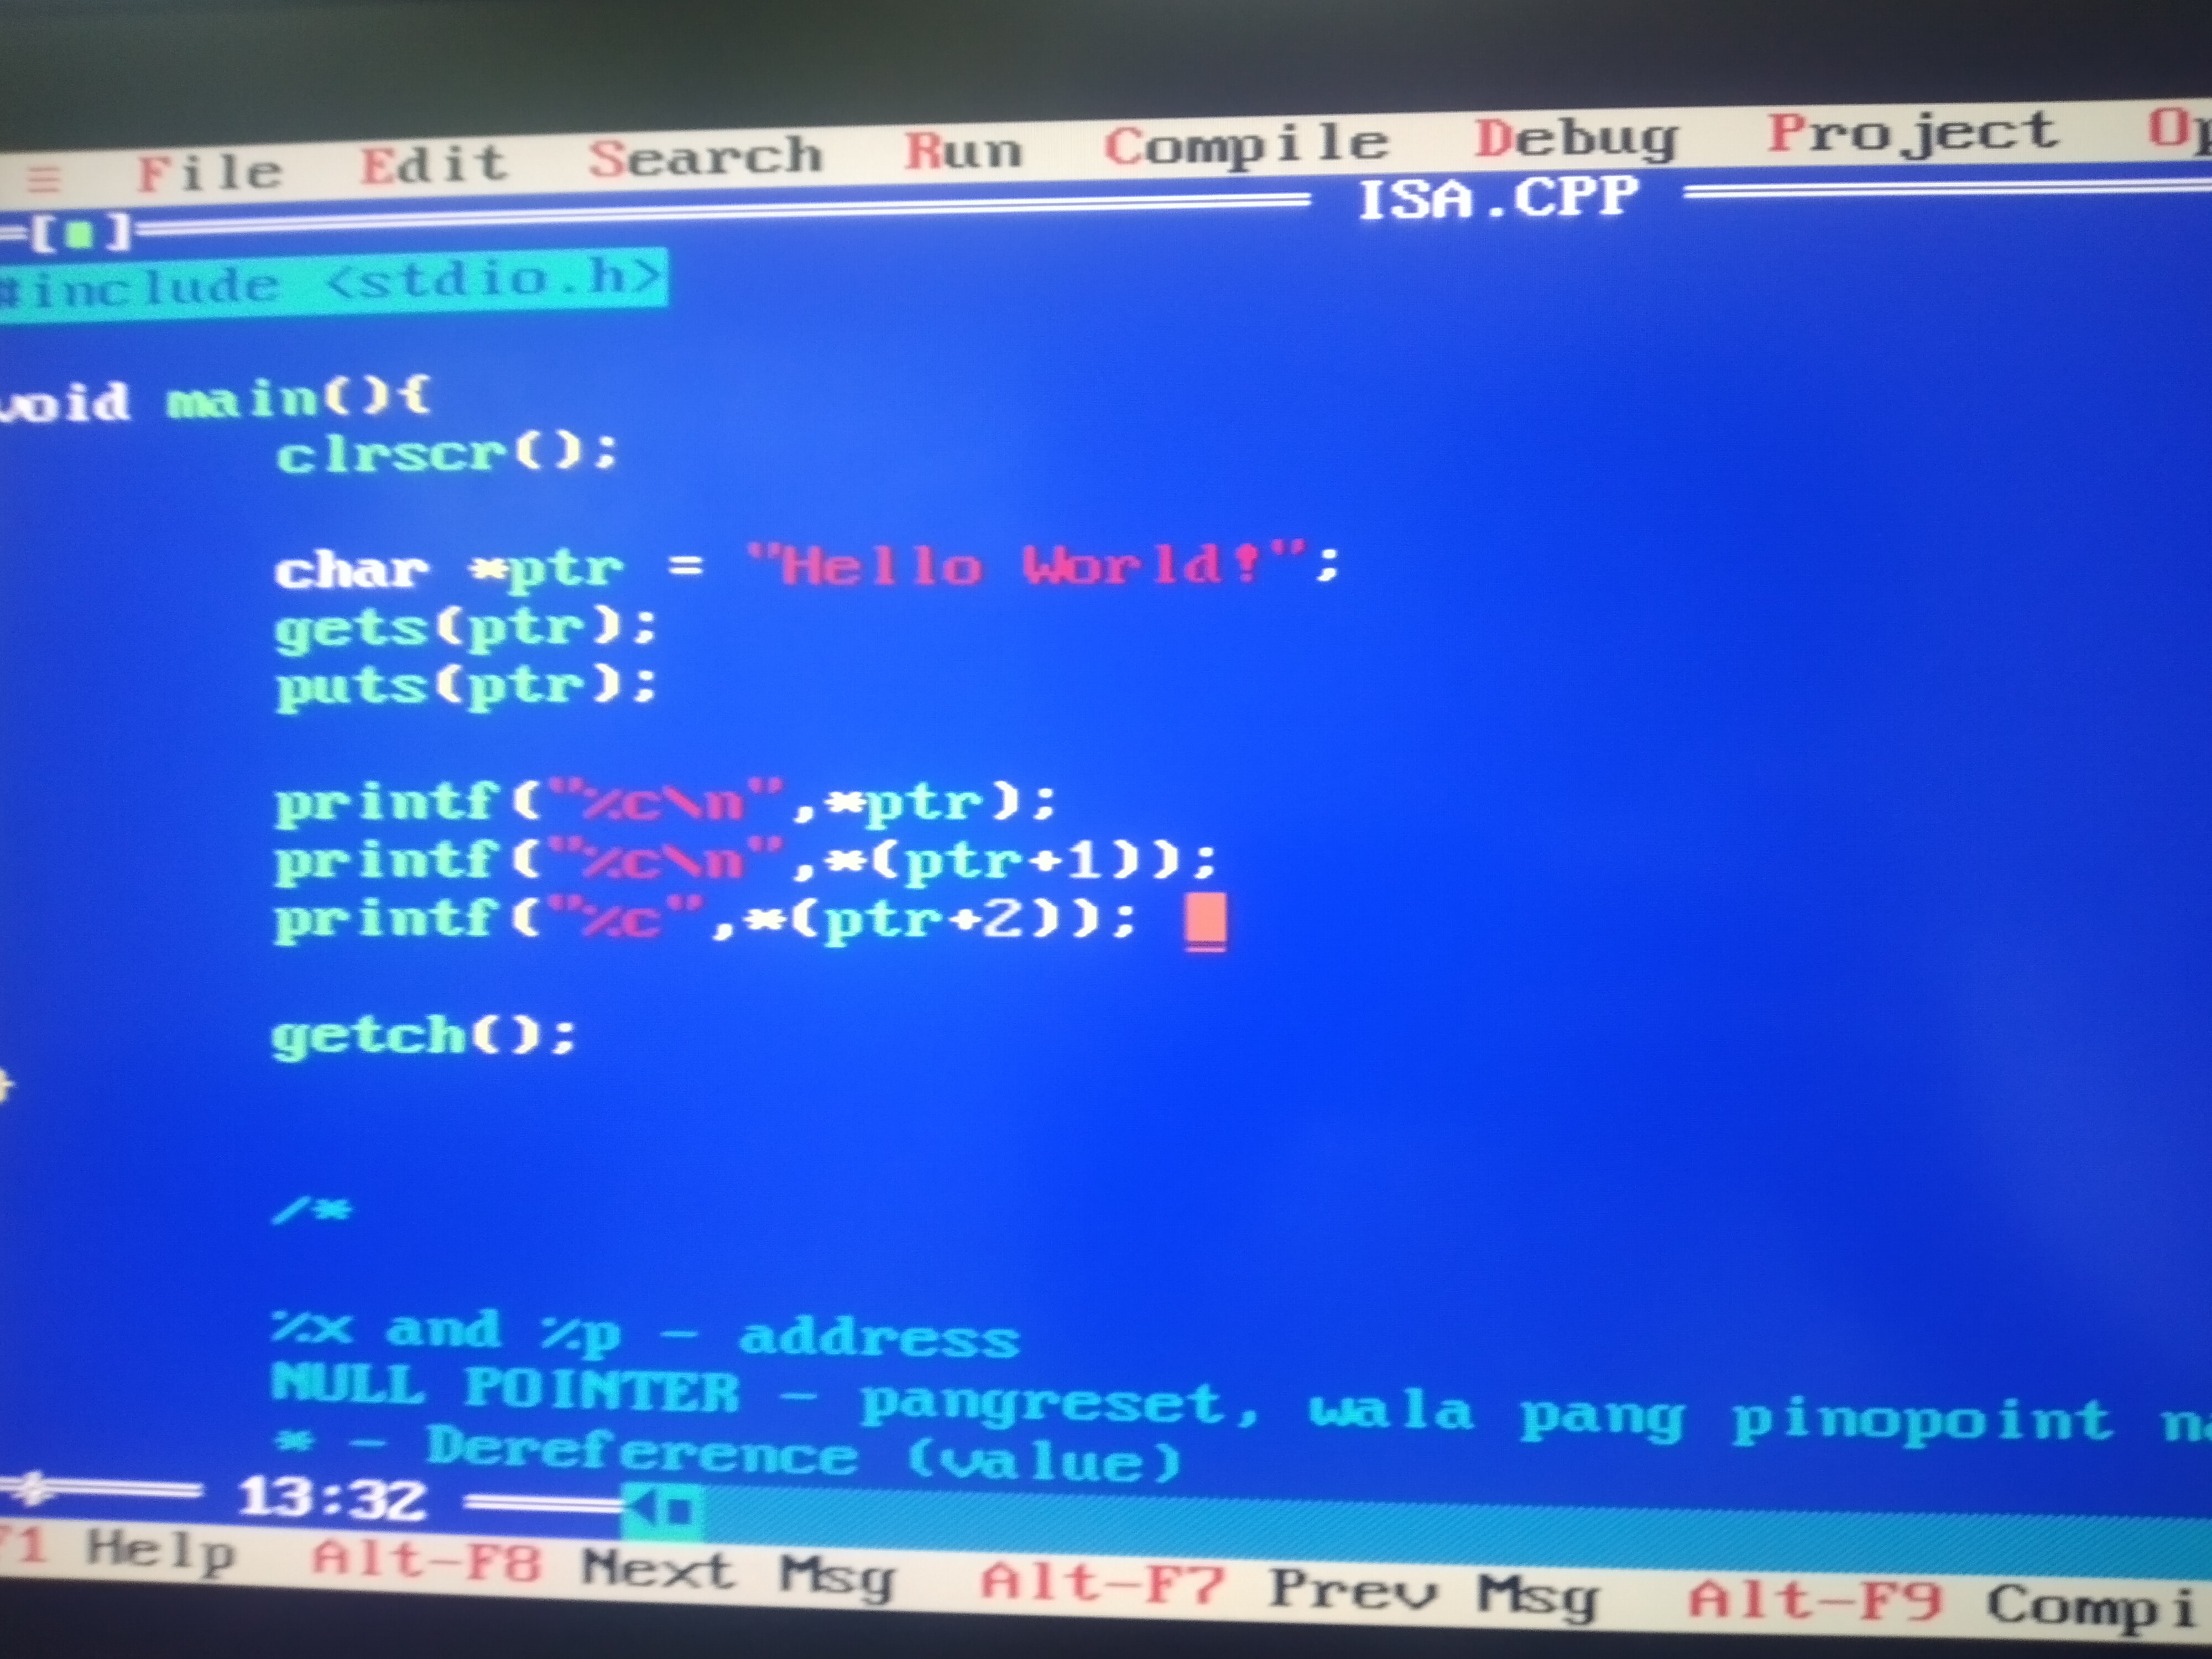 ≡ File Edit Search Run Compile Debug Project Op
[■] ISA.CPP
#include <stdio.h>
void main(){
clrscr();
char *ptr = "Hello World!";
gets(ptr);
puts(ptr);
printf("%c\n",*ptr);
printf("%c\n",*(ptr+1));
printf("%c",*(ptr+2));
getch();
}
/*
%x and %p - address
NULL POINTER - pangreset, wala pang pinopoint na
* - Dereference (value)
13:32
F1 Help Alt-F8 Next Msg Alt-F7 Prev Msg Alt-F9 Compi